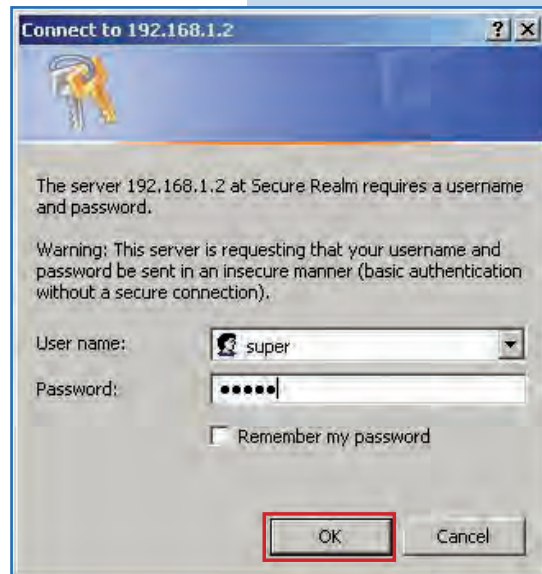 Connect to 192.168.1.2
The server 192.168.1.2 at Secure Realm requires a username
and password.
Warning: This server is requesting that your username and
password be sent in an insecure manner (basic authentication
without a secure connection).
User name:
super
Password:
•••••
Remember my password
OK
Cancel